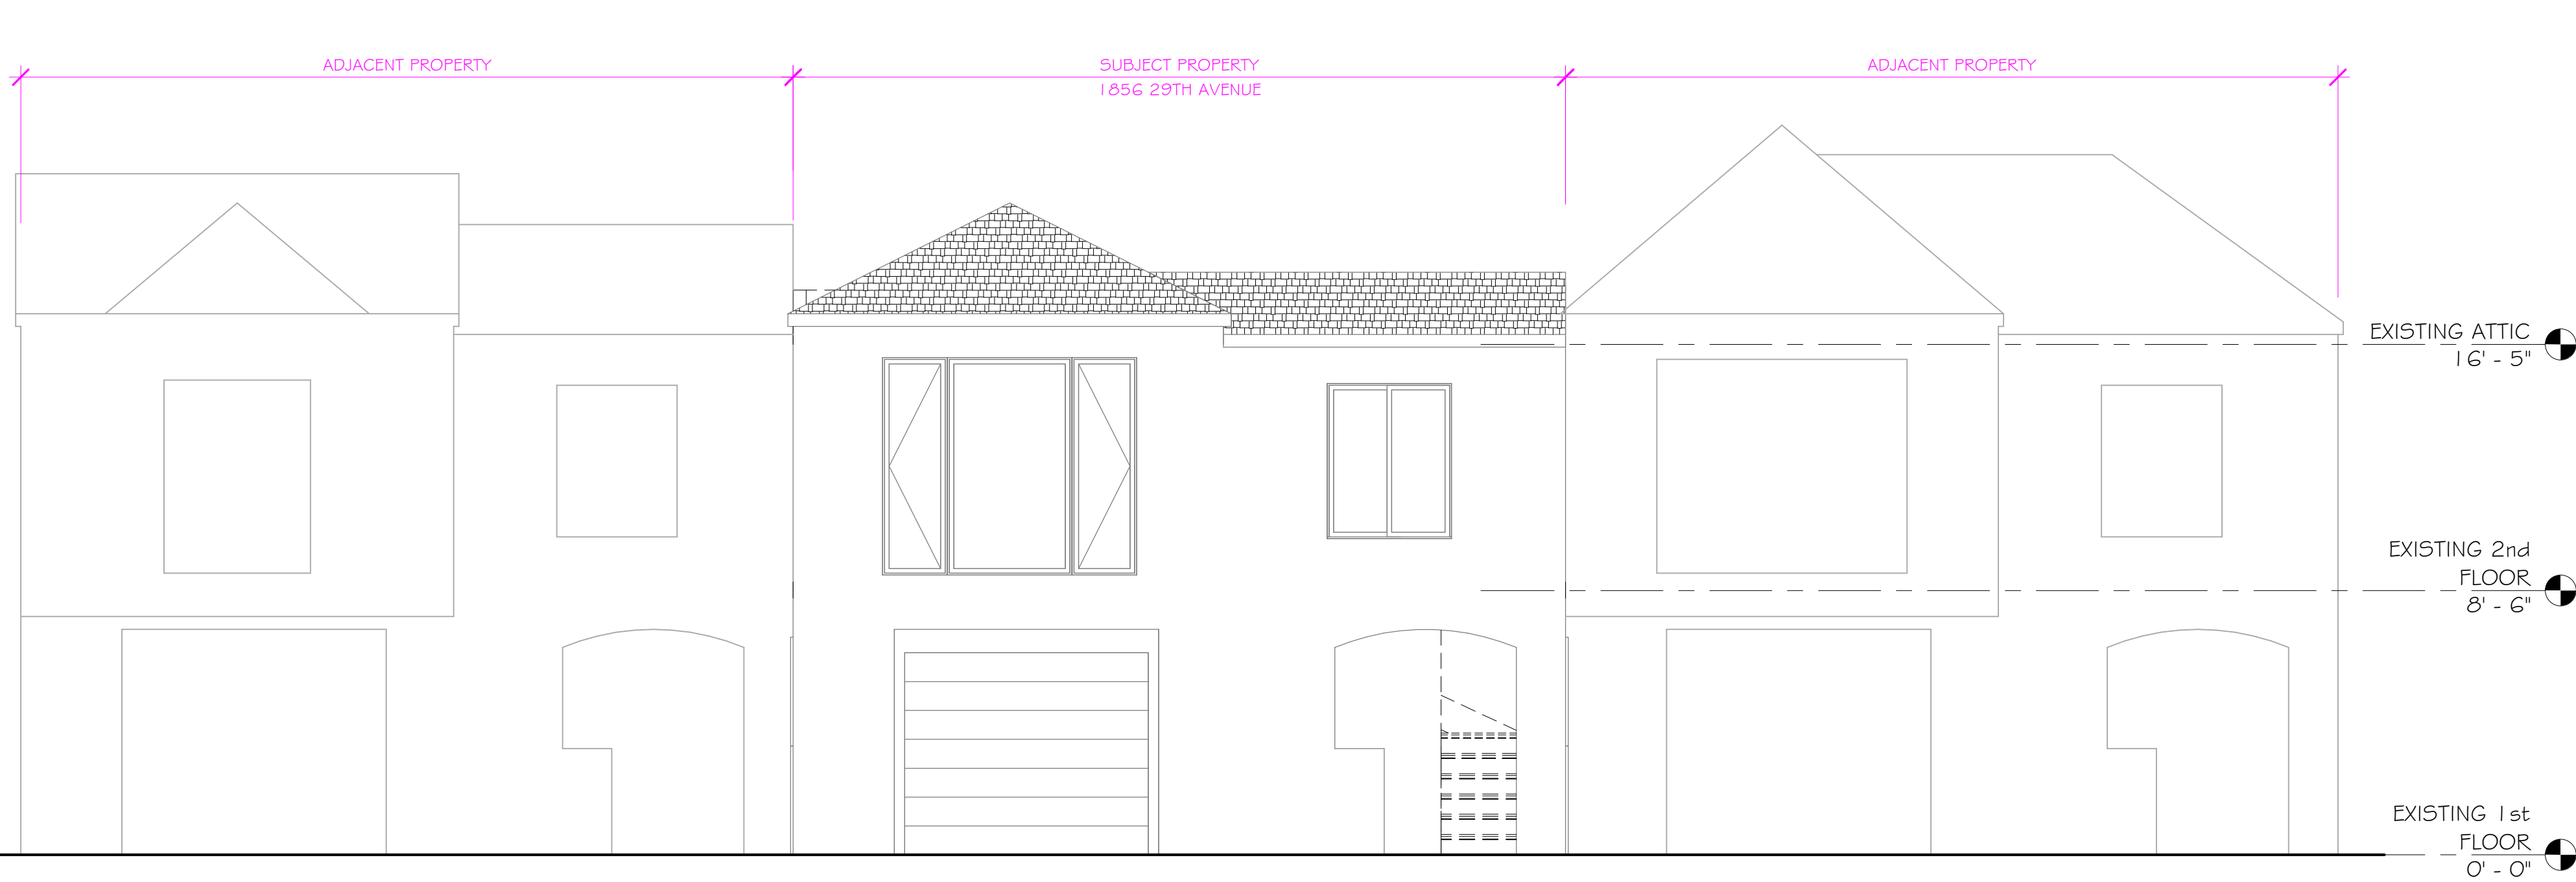 ADJACENT PROPERTY
SUBJECT PROPERTY
1856 29TH AVENUE
ADJACENT PROPERTY
EXISTING ATTIC
16' - 5"
EXISTING 2nd
FLOOR
8' - 6"
EXISTING 1st
FLOOR
0' - 0"